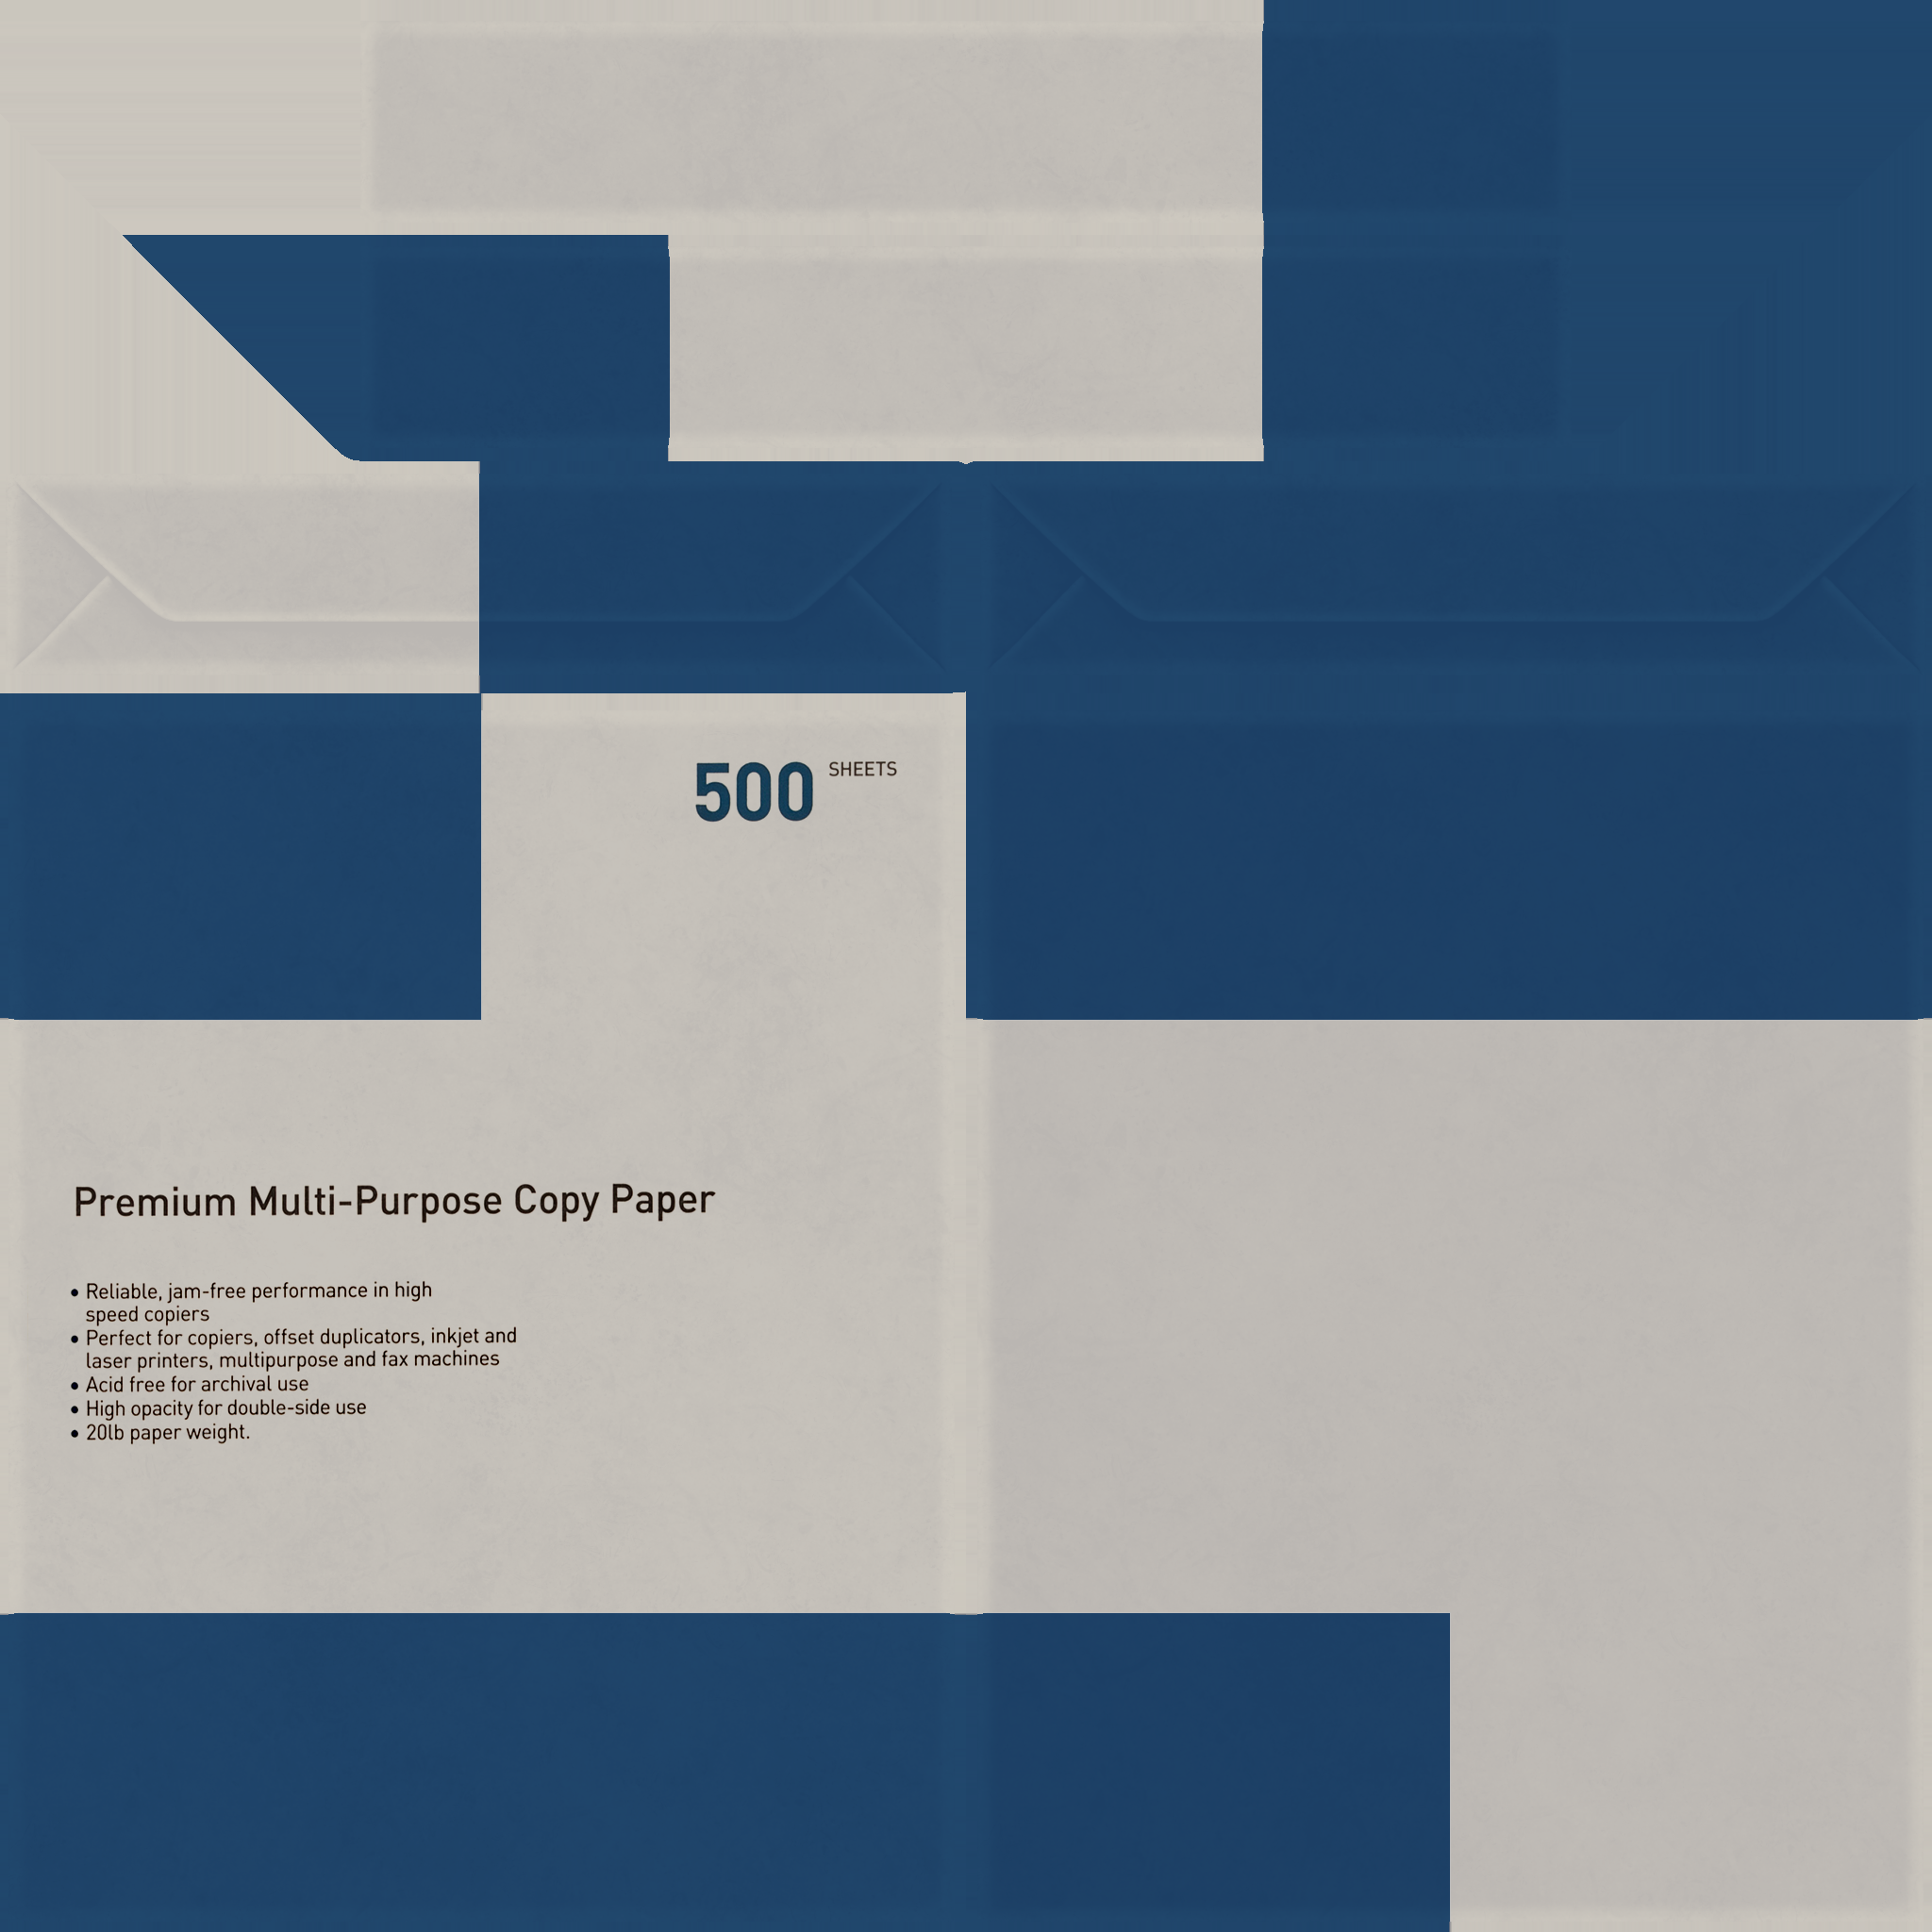 500 SHEETS
Premium Multi-Purpose Copy Paper
• Reliable, jam-free performance in high
speed copiers
• Perfect for copiers, offset duplicators, inkjet and
laser printers, multipurpose and fax machines
• Acid free for archival use
• High opacity for double-side use
• 20lb paper weight.